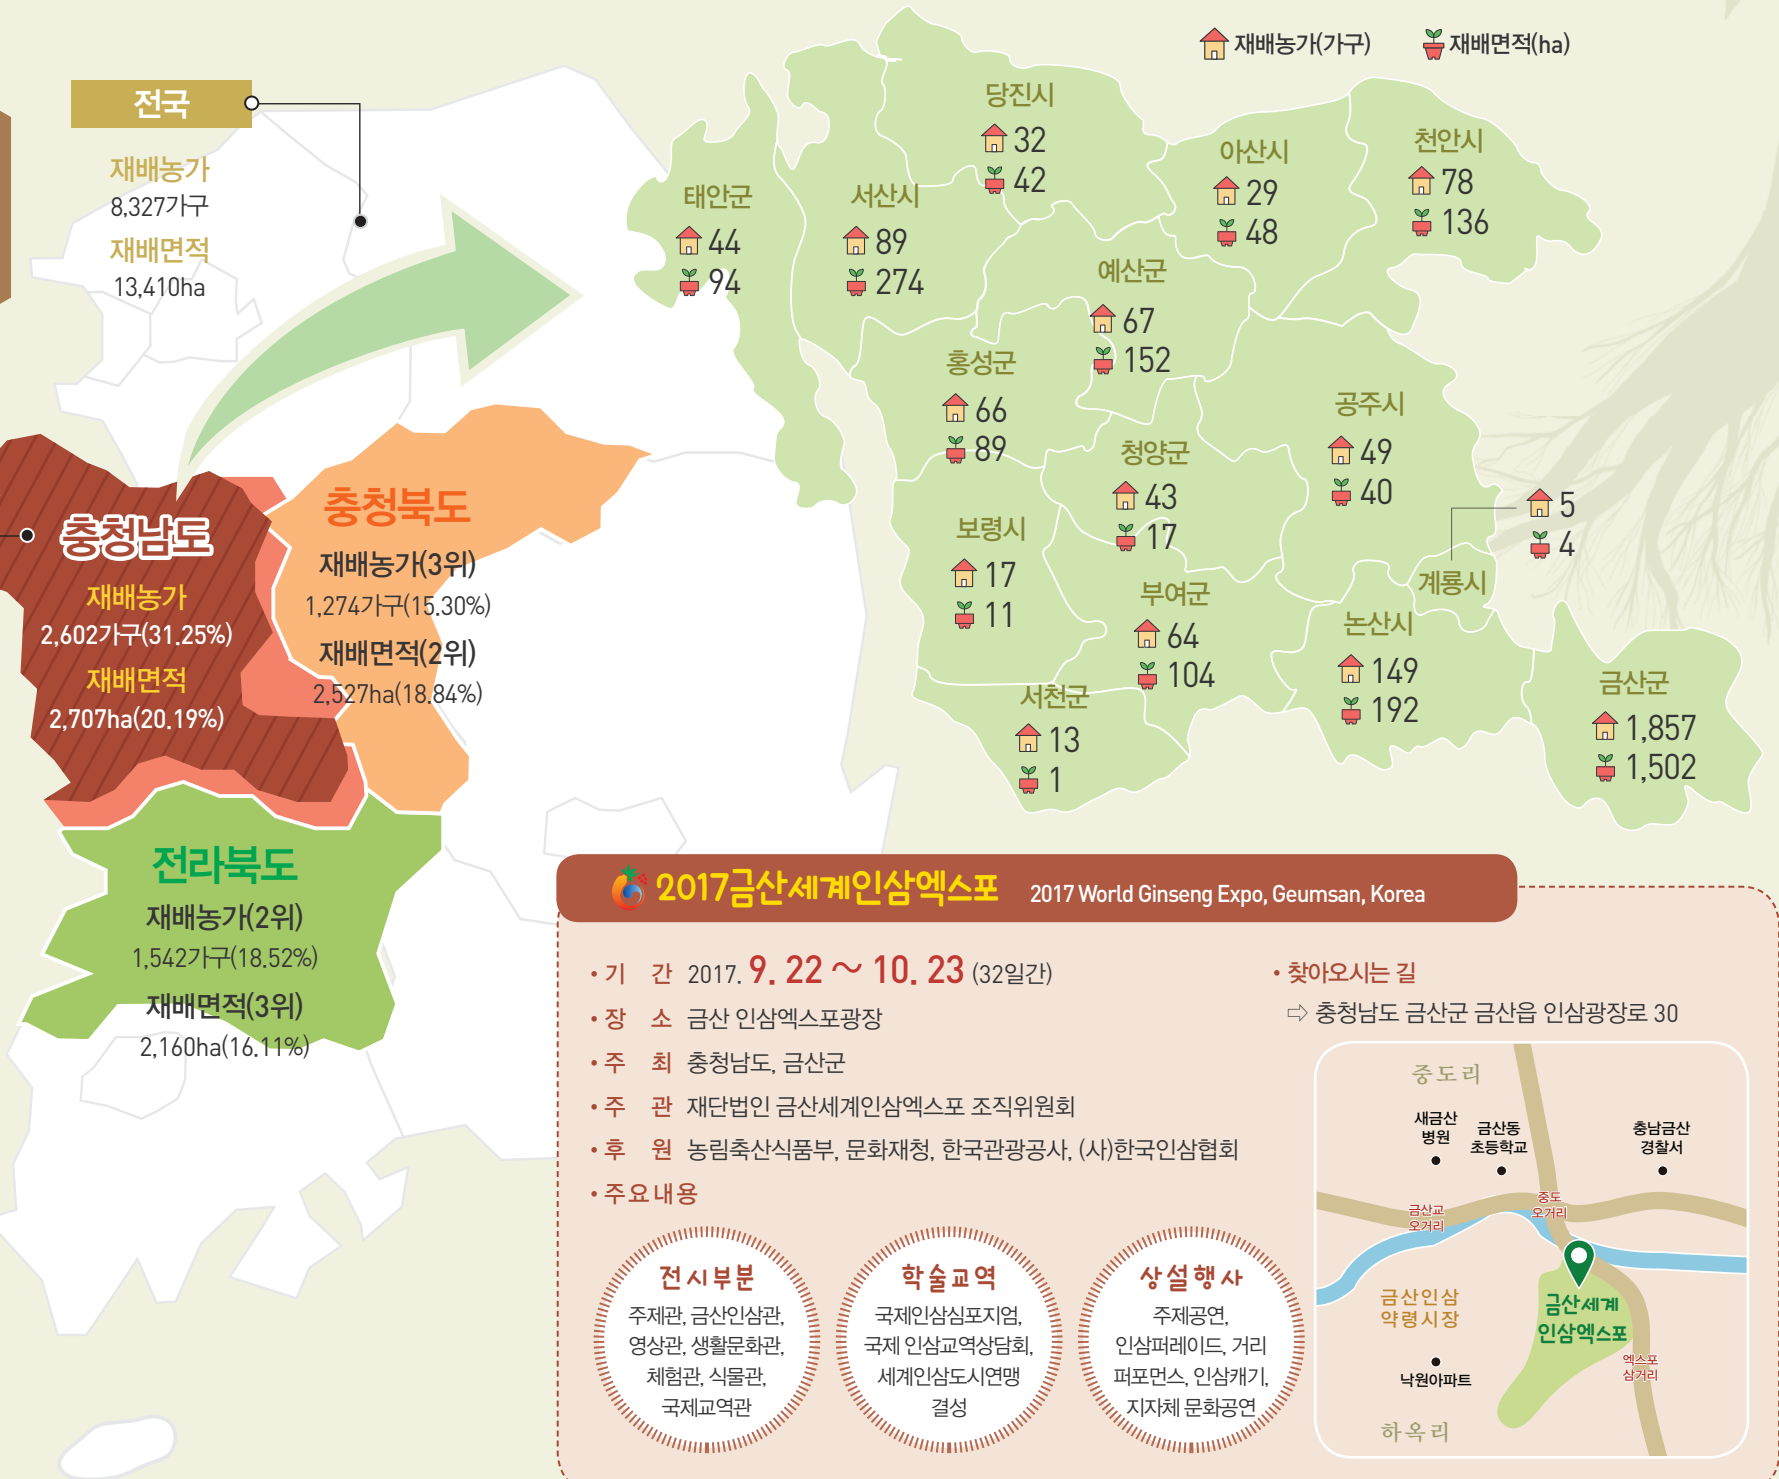 재배농가(가구)
재배면적(ha)
전국
재배농가
8,327가구
재배면적
13,410ha
충청남도
재배농가
2,602가구(31.25%)
재배면적
2,707ha(20.19%)
충청북도
재배농가(3위)
1,274가구(15.30%)
재배면적(2위)
2,527ha(18.84%)
전라북도
재배농가(2위)
1,542가구(18.52%)
재배면적(3위)
2,160ha(16.11%)
당진시
32
42
아산시
29
48
천안시
78
136
태안군
44
94
서산시
89
274
예산군
67
152
홍성군
66
89
공주시
49
40
청양군
43
17
계룡시
5
4
보령시
17
11
부여군
64
104
논산시
149
192
서천군
13
1
금산군
1,857
1,502
2017금산세계인삼엑스포 2017 World Ginseng Expo, Geumsan, Korea
• 기 간 2017. 9. 22 ~ 10. 23 (32일간)
• 장 소 금산 인삼엑스포광장
• 주 최 충청남도, 금산군
• 주 관 재단법인 금산세계인삼엑스포 조직위원회
• 후 원 농림축산식품부, 문화재청, 한국관광공사, (사)한국인삼협회
• 주요내용
전시부분
주제관, 금산인삼관,
영상관, 생활문화관,
체험관, 식물관,
국제교역관
학술교역
국제인삼심포지엄,
국제 인삼교역상담회,
세계인삼도시연맹
결성
상설행사
주제공연,
인삼퍼레이드, 거리
퍼포먼스, 인삼캐기,
지자체 문화공연
• 찾아오시는 길
⇨ 충청남도 금산군 금산읍 인삼광장로 30
중도리
새금산
병원
금산동
초등학교
충남금산
경찰서
금산교
오거리
중도
오거리
금산인삼
약령시장
금산세계
인삼엑스포
엑스포
삼거리
낙원아파트
하옥리